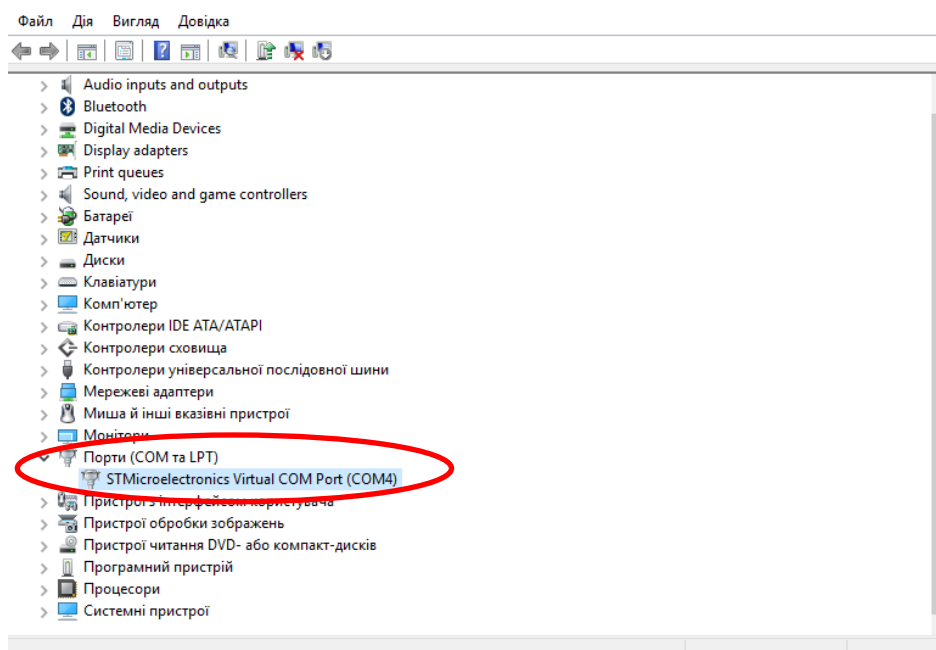 Файл Дія Вигляд Довідка
Audio inputs and outputs
Bluetooth
Digital Media Devices
Display adapters
Print queues
Sound, video and game controllers
Батареї
Датчики
Диски
Клавіатури
Комп'ютер
Контролери IDE ATA/ATAPI
Контролери сховища
Контролери універсальної послідовної шини
Мережеві адаптери
Миша й інші вказівні пристрої
Монітори
Порти (COM та LPT)
STMicroelectronics Virtual COM Port (COM4)
Пристрої з інтерфейсом користувача
Пристрої обробки зображень
Пристрої читання DVD- або компакт-дисків
Програмний пристрій
Процесори
Системні пристрої